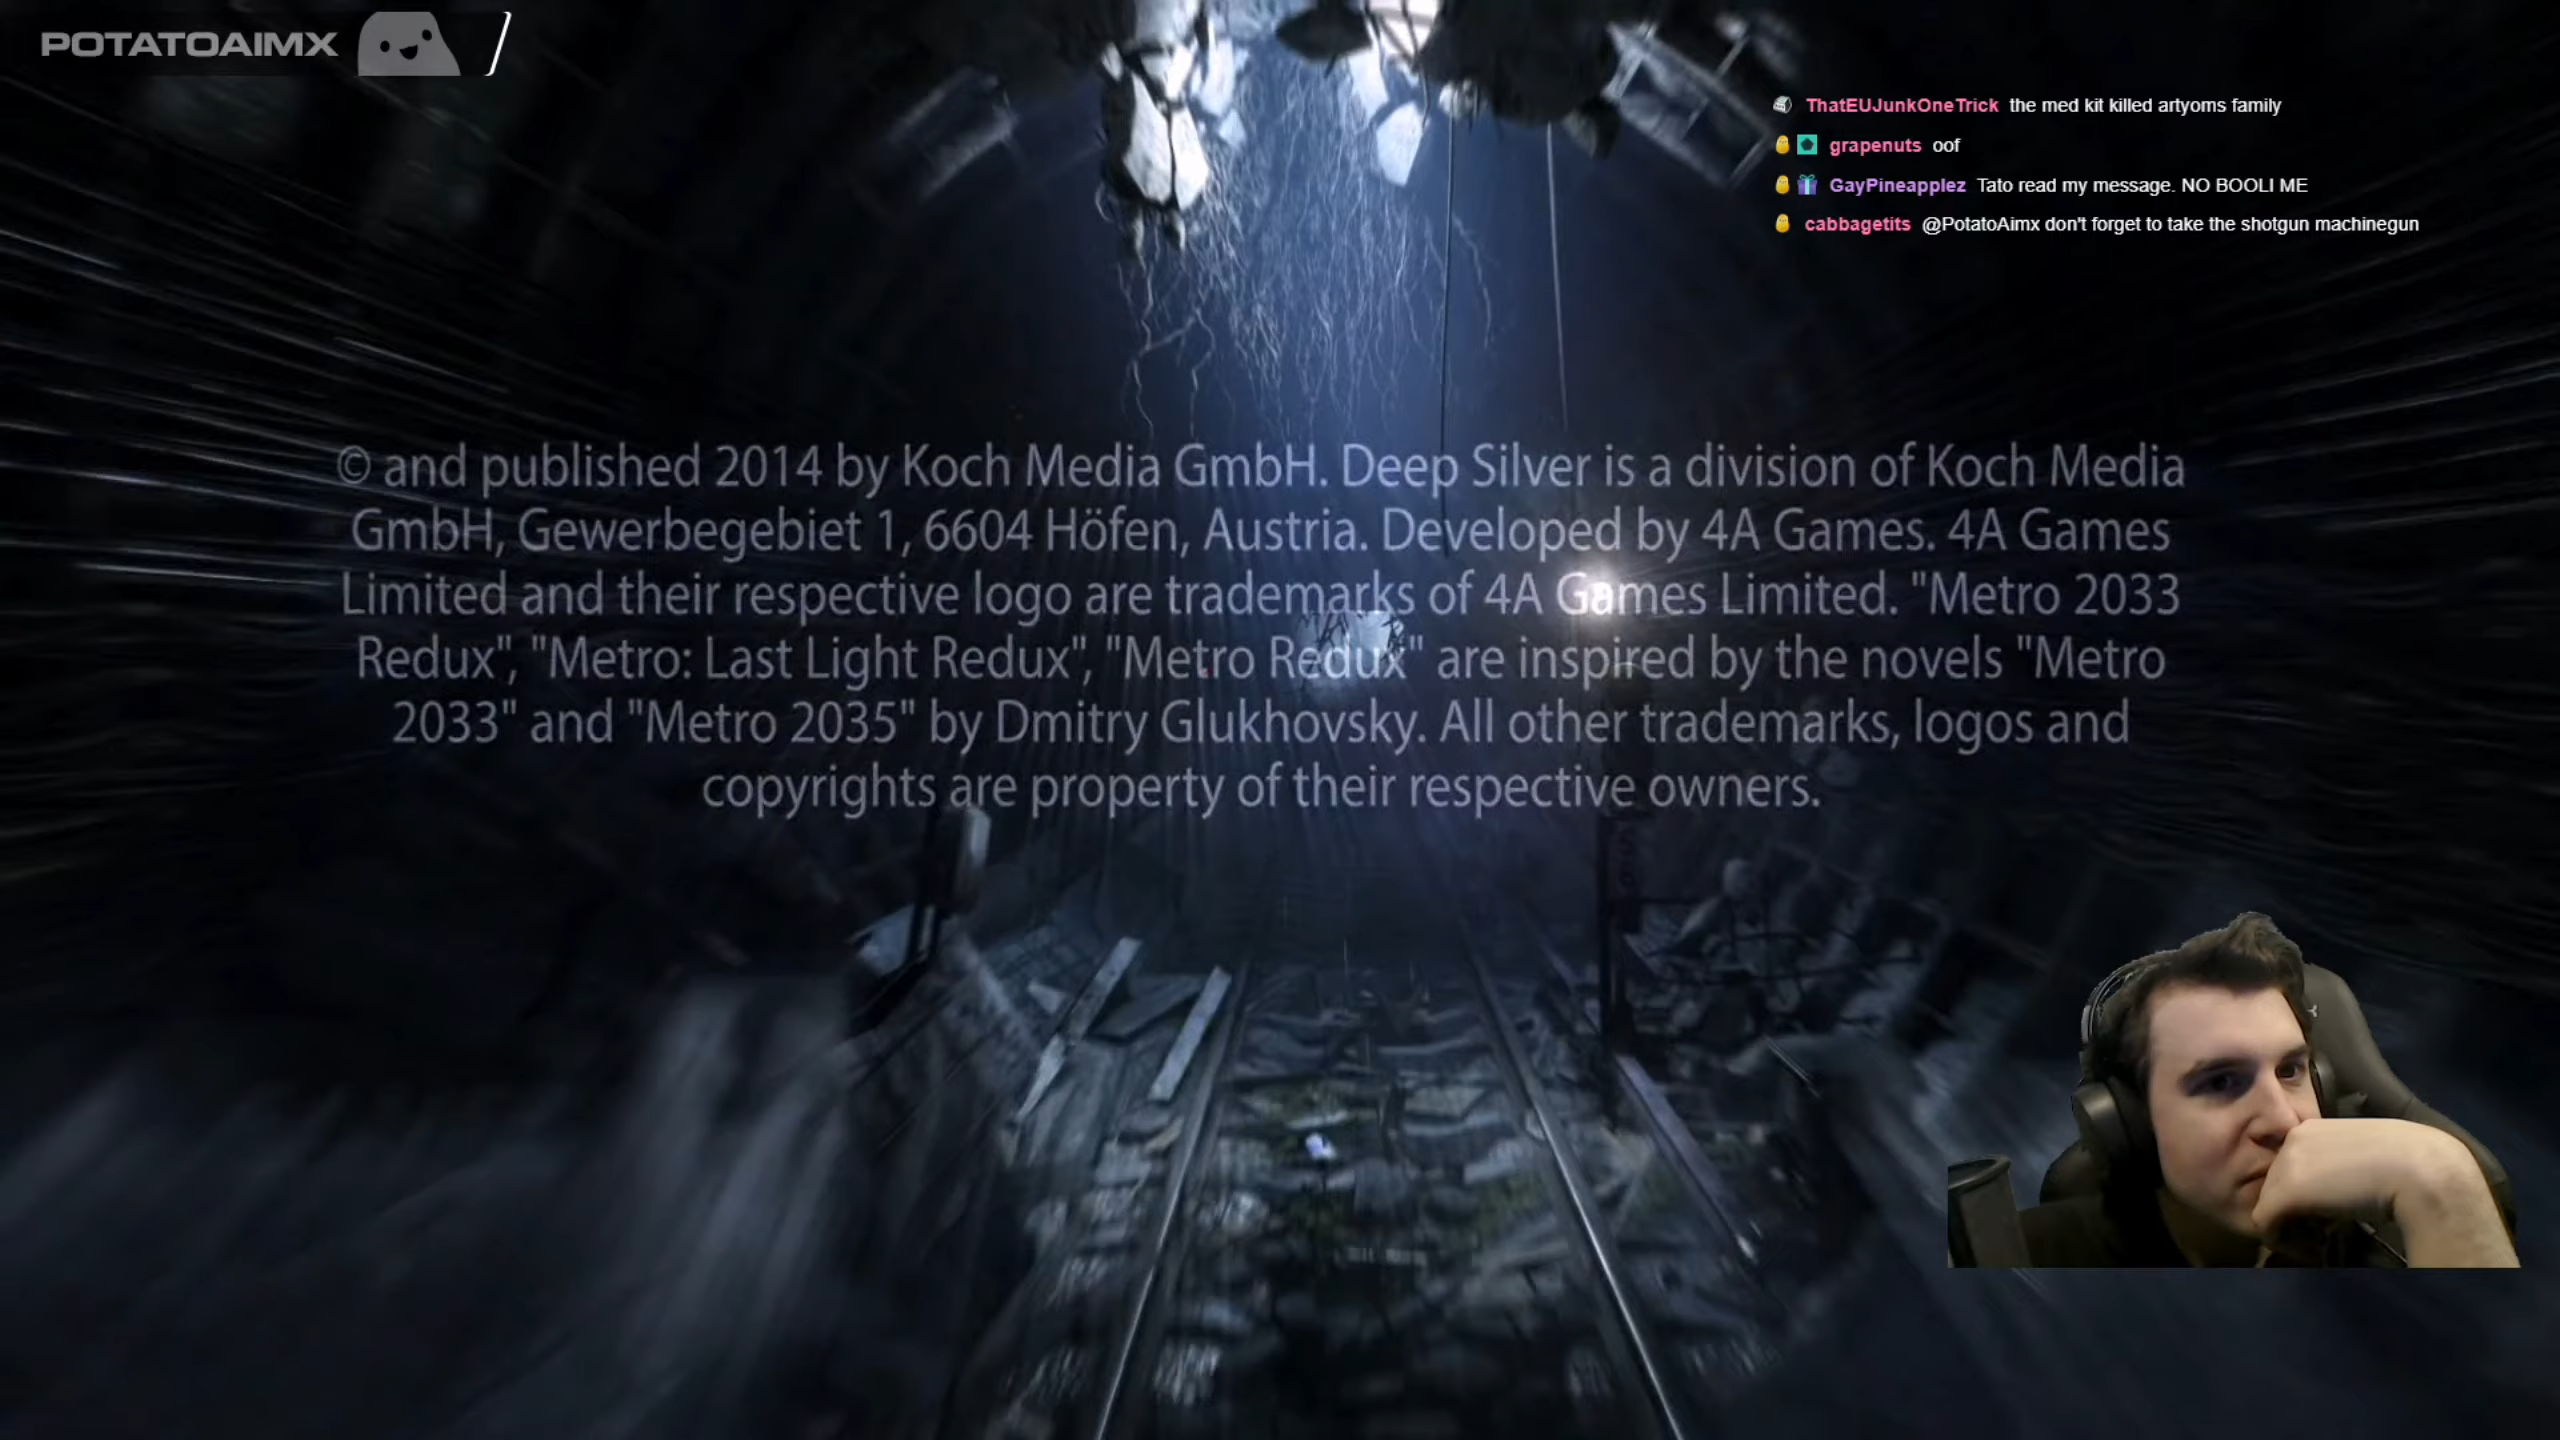 POTATOAIMX
ThatEUJunkOneTrick the med kit killed artyoms family
grapenuts oof
GayPineapplez Tato read my message. NO BOOLI ME
cabbagetits @PotatoAimx don't forget to take the shotgun machinegun
© and published 2014 by Koch Media GmbH. Deep Silver is a division of Koch Media
GmbH, Gewerbegebiet 1, 6604 Höfen, Austria. Developed by 4A Games. 4A Games
Limited and their respective logo are trademarks of 4A Games Limited. "Metro 2033
Redux", "Metro: Last Light Redux", "Metro Redux" are inspired by the novels "Metro
2033" and "Metro 2035" by Dmitry Glukhovsky. All other trademarks, logos and
copyrights are property of their respective owners.